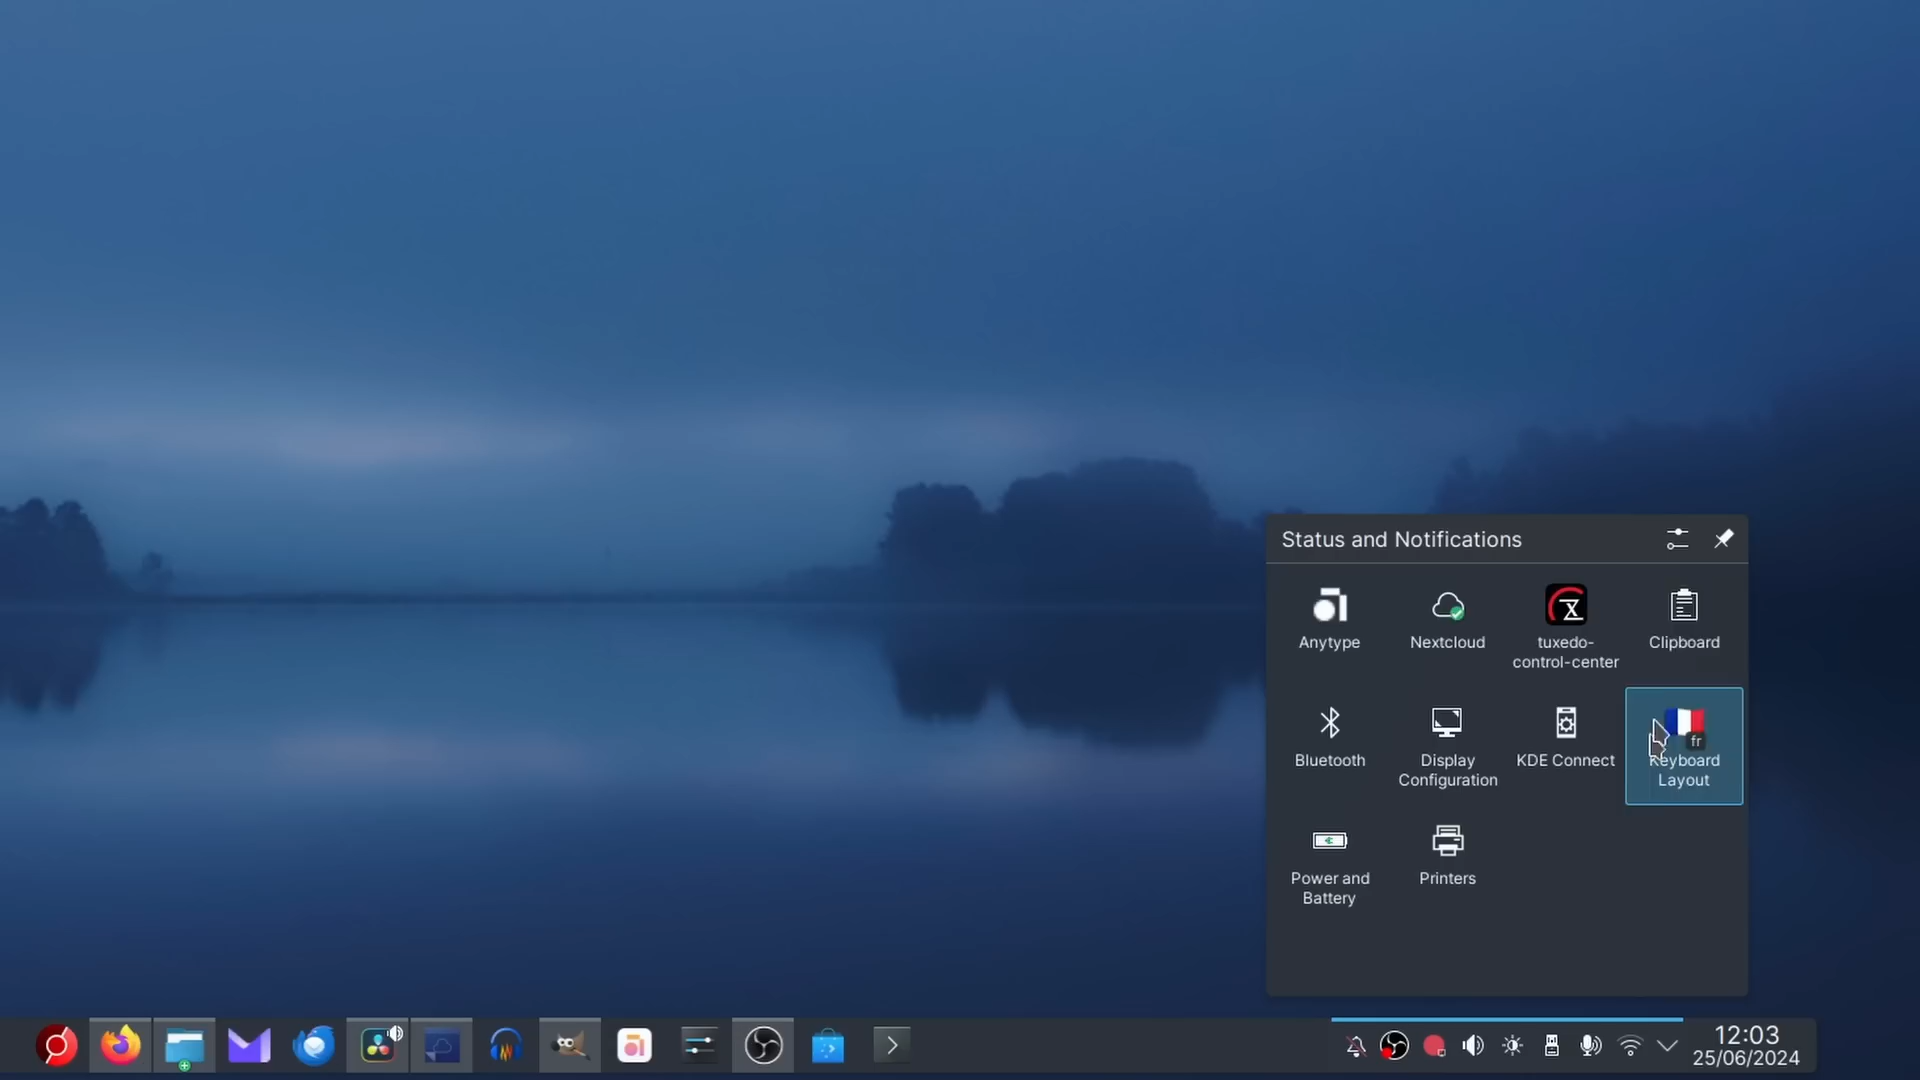 Status and Notifications
Anytype
Nextcloud
tuxedo-
control-center
Clipboard
Bluetooth
Display
Configuration
KDE Connect
fr
Keyboard
Layout
Power and
Battery
Printers
12:03
25/06/2024